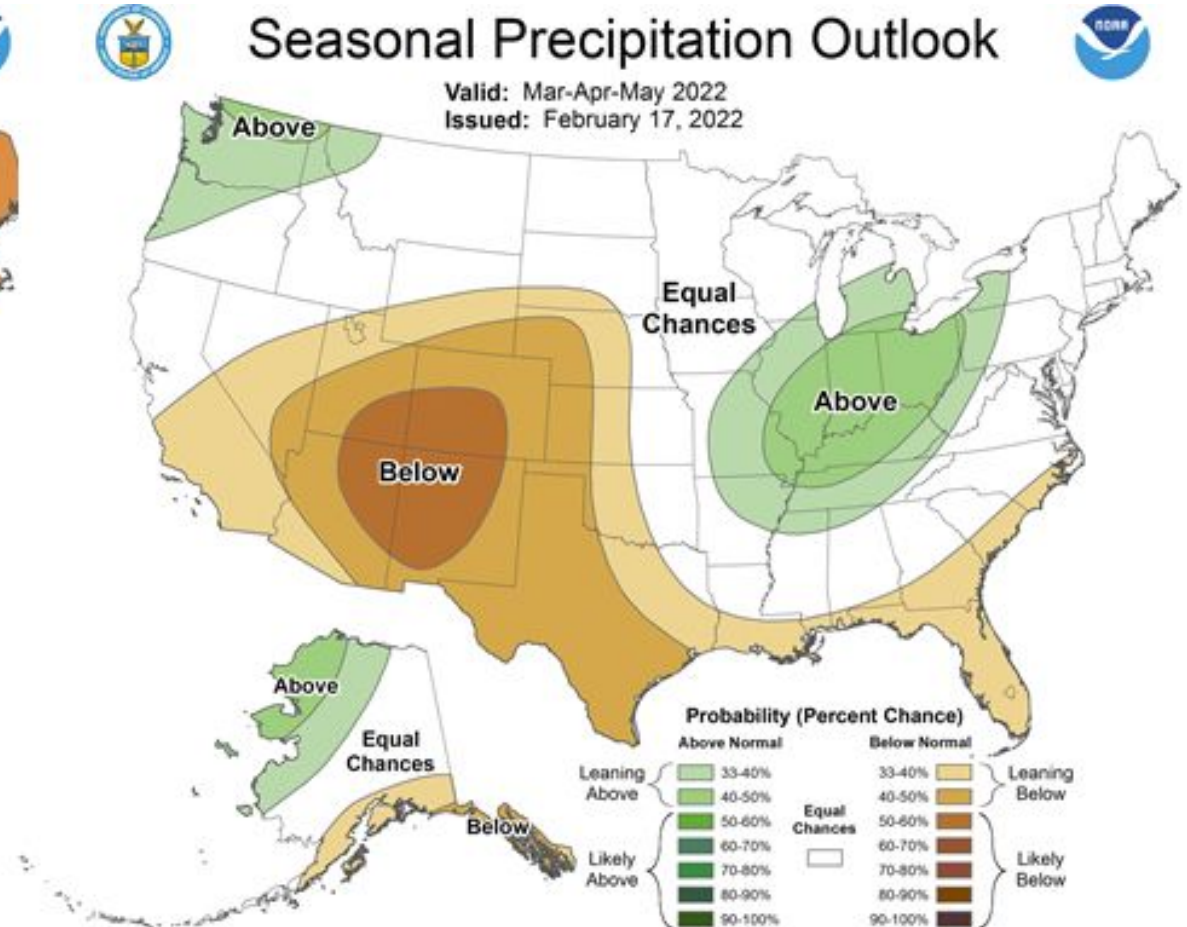 Seasonal Precipitation Outlook
NOAA
Valid: Mar-Apr-May 2022
Issued: February 17, 2022
Above
Equal
Chances
Above
Below
Above
Equal
Chances
Below
Probability (Percent Chance)
Above Normal
Below Normal
Leaning
Above
33-40%
40-50%
Likely
Above
50-60%
60-70%
70-80%
80-90%
90-100%
Equal
Chances
33-40%
40-50%
Leaning
Below
50-60%
60-70%
70-80%
80-90%
90-100%
Likely
Below